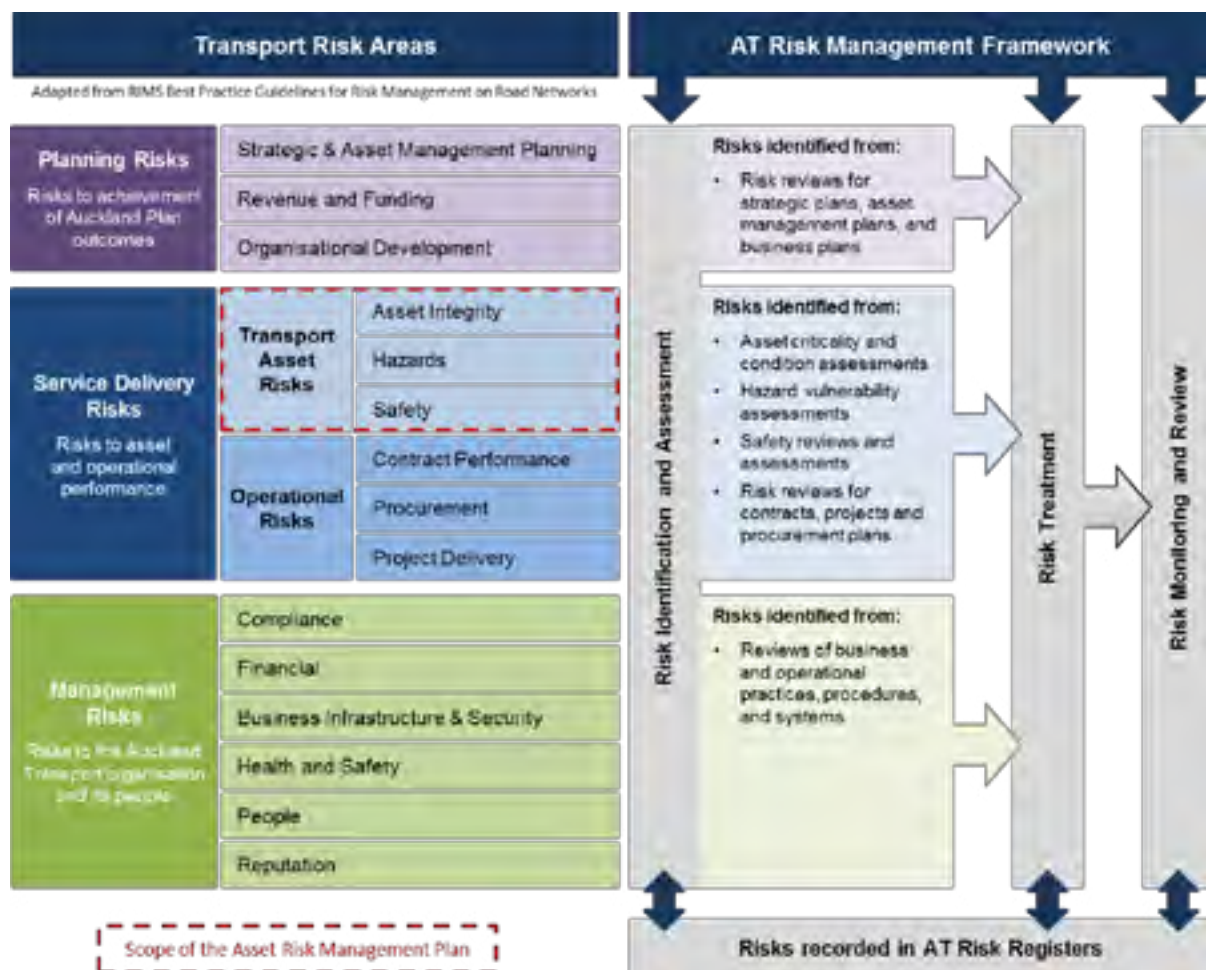 Transport Risk Areas
Adapted from RIMS Best Practice Guidelines for Risk Management on Road Networks
Planning Risks
Risks to achievement
of Auckland Plan
outcomes
Strategic & Asset Management Planning
Revenue and Funding
Organisational Development
Service Delivery
Risks
Risks to asset
and operational
performance
Transport
Asset
Risks
Asset Integrity
Hazards
Safety
Operational
Risks
Contract Performance
Procurement
Project Delivery
Management
Risks
Risks to the Auckland
Transport organisation
and its people
Compliance
Financial
Business Infrastructure & Security
Health and Safety
People
Reputation
Scope of the Asset Risk Management Plan
AT Risk Management Framework
Risk Identification and Assessment
Risks identified from:
• Risk reviews for
strategic plans, asset
management plans, and
business plans
Risks identified from:
• Asset criticality and
condition assessments
• Hazard vulnerability
assessments
• Safety reviews and
assessments
• Risk reviews for
contracts, projects and
procurement plans
Risks identified from:
• Reviews of business
and operational
practices, procedures,
and systems
Risk Treatment
Risk Monitoring and Review
Risks recorded in AT Risk Registers